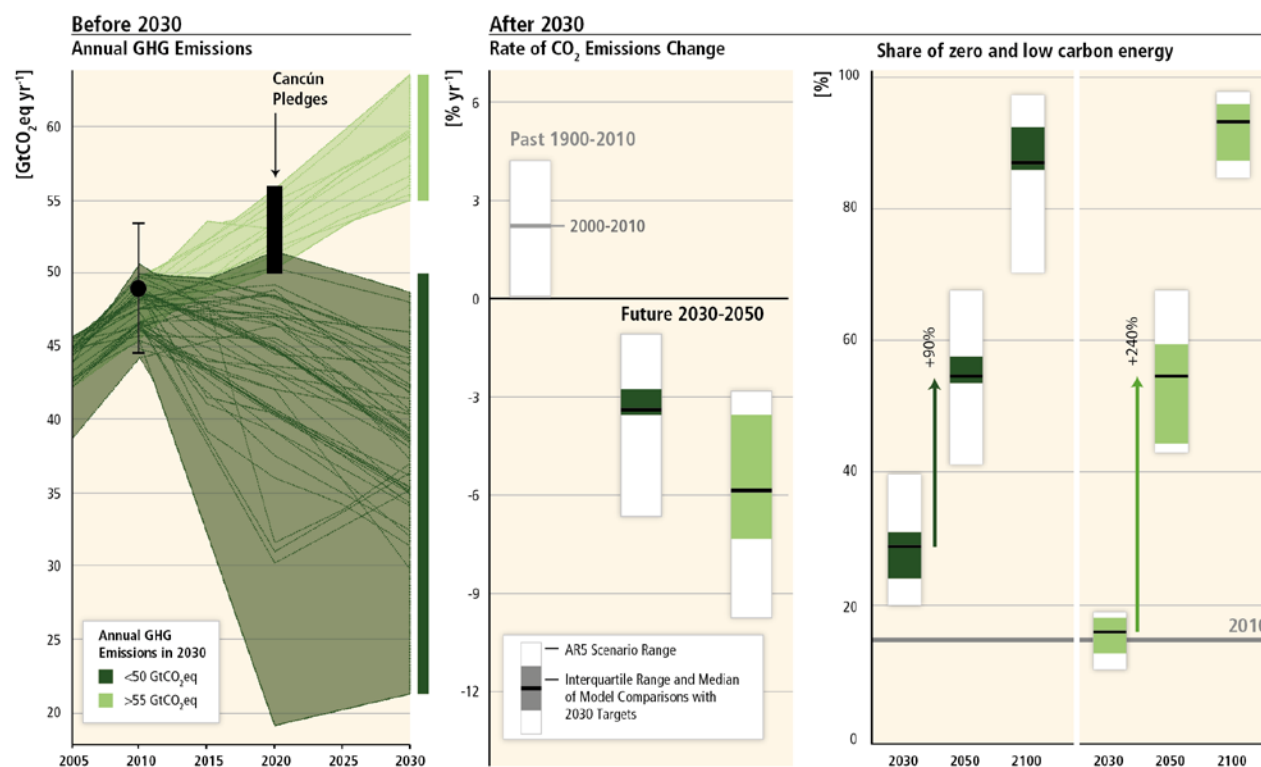 Before 2030
Annual GHG Emissions
[GtCO2eq yr-1]
Cancún
Pledges
60
55
50
45
40
35
30
25
20
2005
2010
2015
2020
2025
2030
Annual GHG
Emissions in 2030
<50 GtCO2eq
>55 GtCO2eq
After 2030
Rate of CO2 Emissions Change
[% yr-1]
6
3
0
-3
-6
-9
-12
Past 1900-2010
2000-2010
Future 2030-2050
AR5 Scenario Range
Interquartile Range and Median
of Model Comparisons with
2030 Targets
Share of zero and low carbon energy
[%]
100
80
60
40
20
0
+90%
+240%
2010
2030
2050
2100
2030
2050
2100